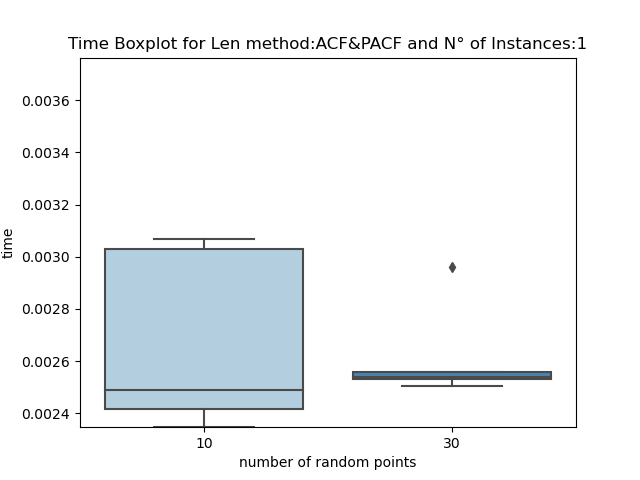 Time Boxplot for Len method:ACF&PACF and N° of Instances:1
0.0036
0.0034
0.0032
0.0030
0.0028
0.0026
0.0024
time
10 30
number of random points